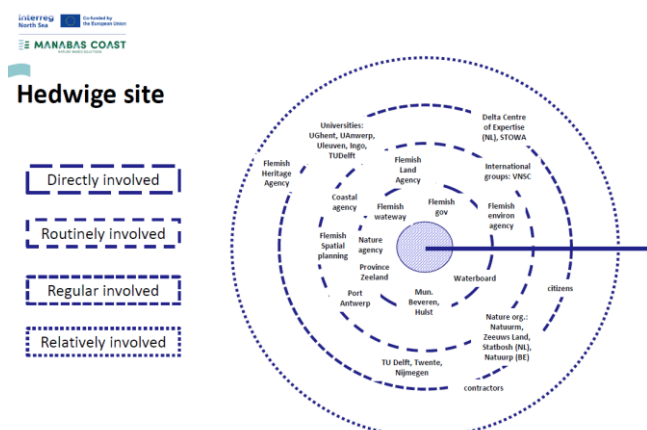 Interreg
North Sea
Co-funded by
the European Union
MANABAS COAST
Hedwige site
Directly involved
Routinely involved
Regular involved
Relatively involved
Universities:
UGhent, UAnwerp,
Uleuven, Ingo,
TUDelft
Delta Centre
of Expertise
(NL), STOWA
Flemish
Heritage
Agency
Flemish
Land
Agency
International
groups: VNSC
Coastal
agency
Flemish
wateway
Flemish
gov
Flemish
environ
agency
Flemish
Spatial
planning
Nature
agency
Province
Zeeland
Waterboard
Port
Antwerp
Mun.
Beveren,
Hulst
citizens
Nature org.:
Natuurm,
Zeeuws Land,
Statbosh (NL),
Natuurp (BE)
TU Delft, Twente,
Nijmegen
contractors